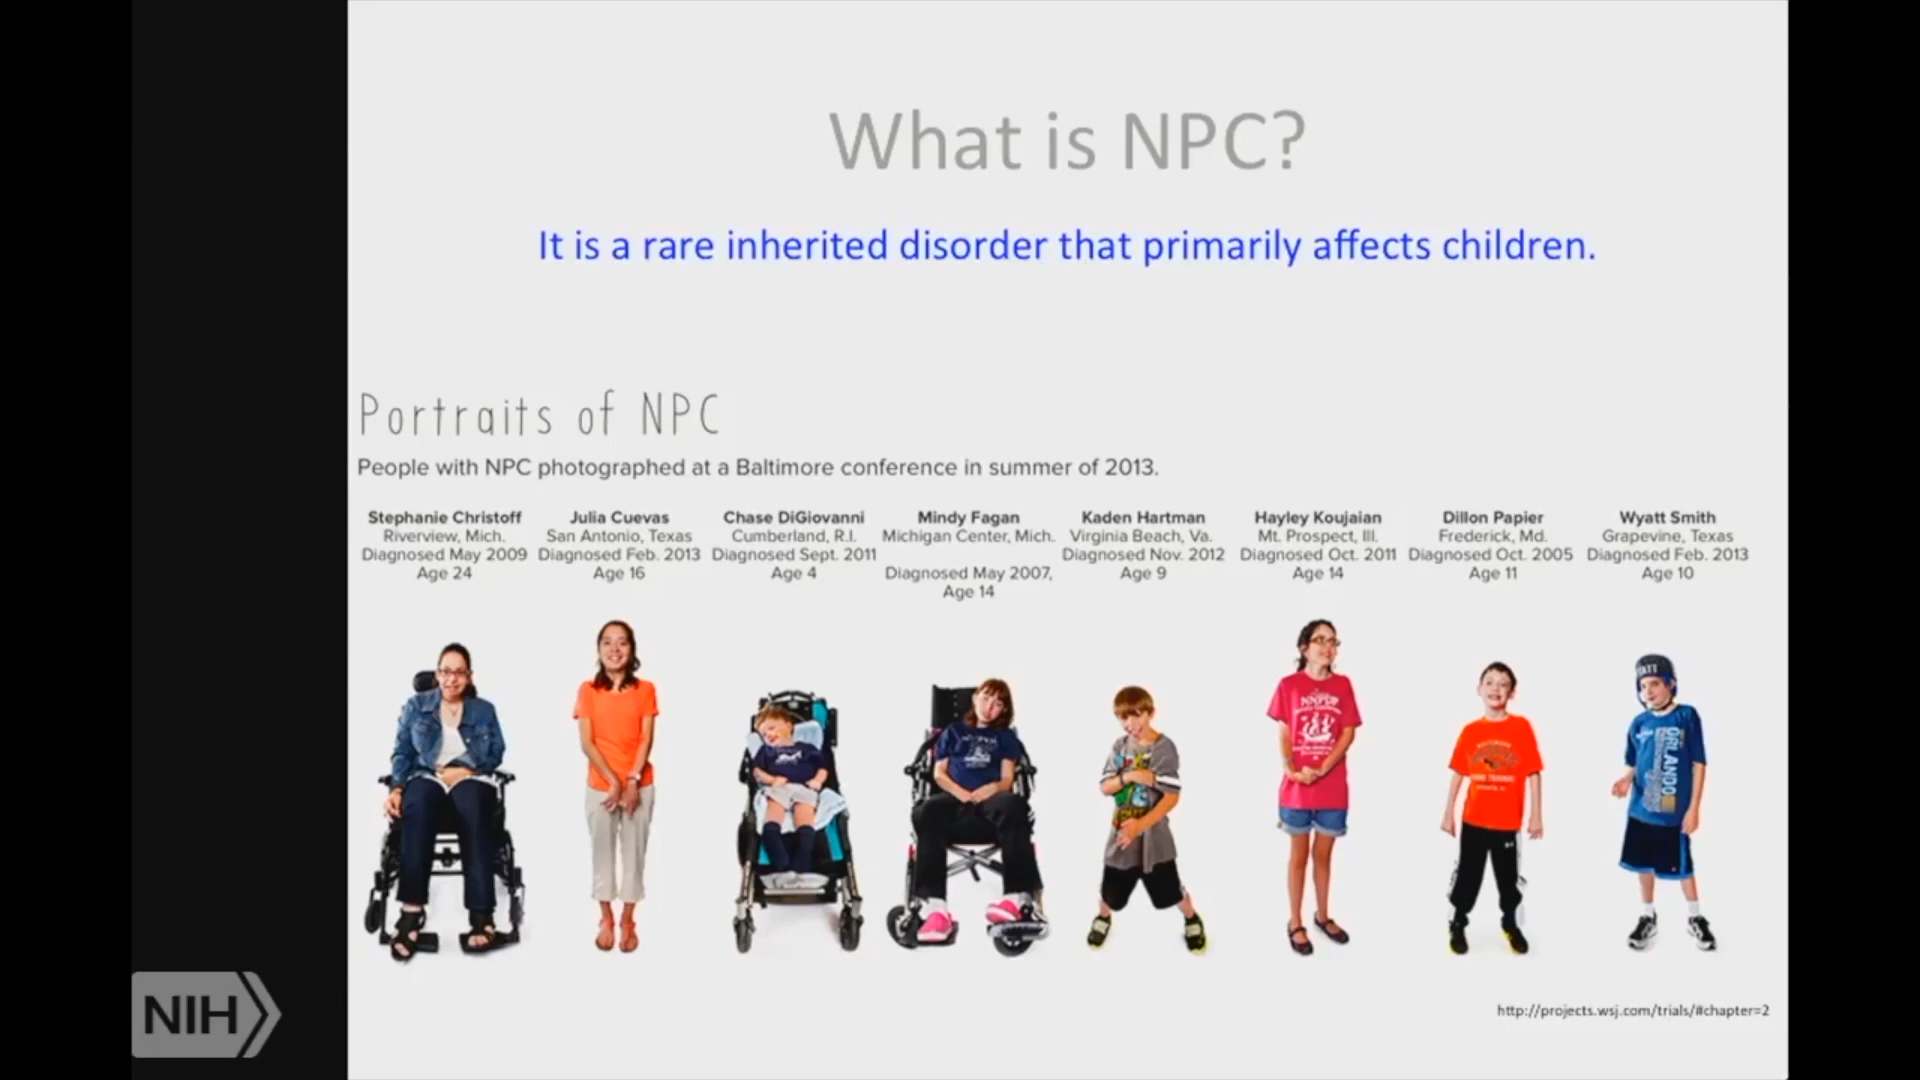 What is NPC?
It is a rare inherited disorder that primarily affects children.
Portraits of NPC
People with NPC photographed at a Baltimore conference in summer of 2013.
Stephanie Christoff
Riverview, Mich.
Diagnosed May 2009
Age 24
Julia Cuevas
San Antonio, Texas
Diagnosed Feb. 2013
Age 16
Chase DiGiovanni
Cumberland, R.I.
Diagnosed Sept. 2011
Age 4
Mindy Fagan
Michigan Center, Mich.
Diagnosed May 2007,
Age 14
Kaden Hartman
Virginia Beach, Va.
Diagnosed Nov. 2012
Age 9
Hayley Koujaian
Mt. Prospect, Ill.
Diagnosed Oct. 2011
Age 14
Dillon Papier
Frederick, Md.
Diagnosed Oct. 2005
Age 11
Wyatt Smith
Grapevine, Texas
Diagnosed Feb. 2013
Age 10
ORLANDO
http://projects.wsj.com/trials/#chapter=2
NIH